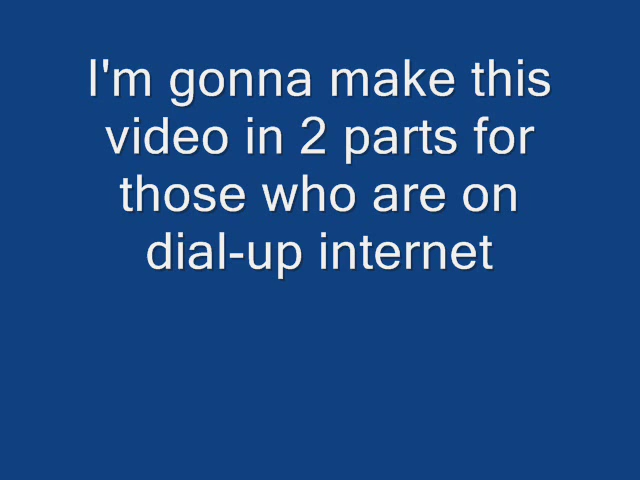 I'm gonna make this
video in 2 parts for
those who are on
dial-up internet